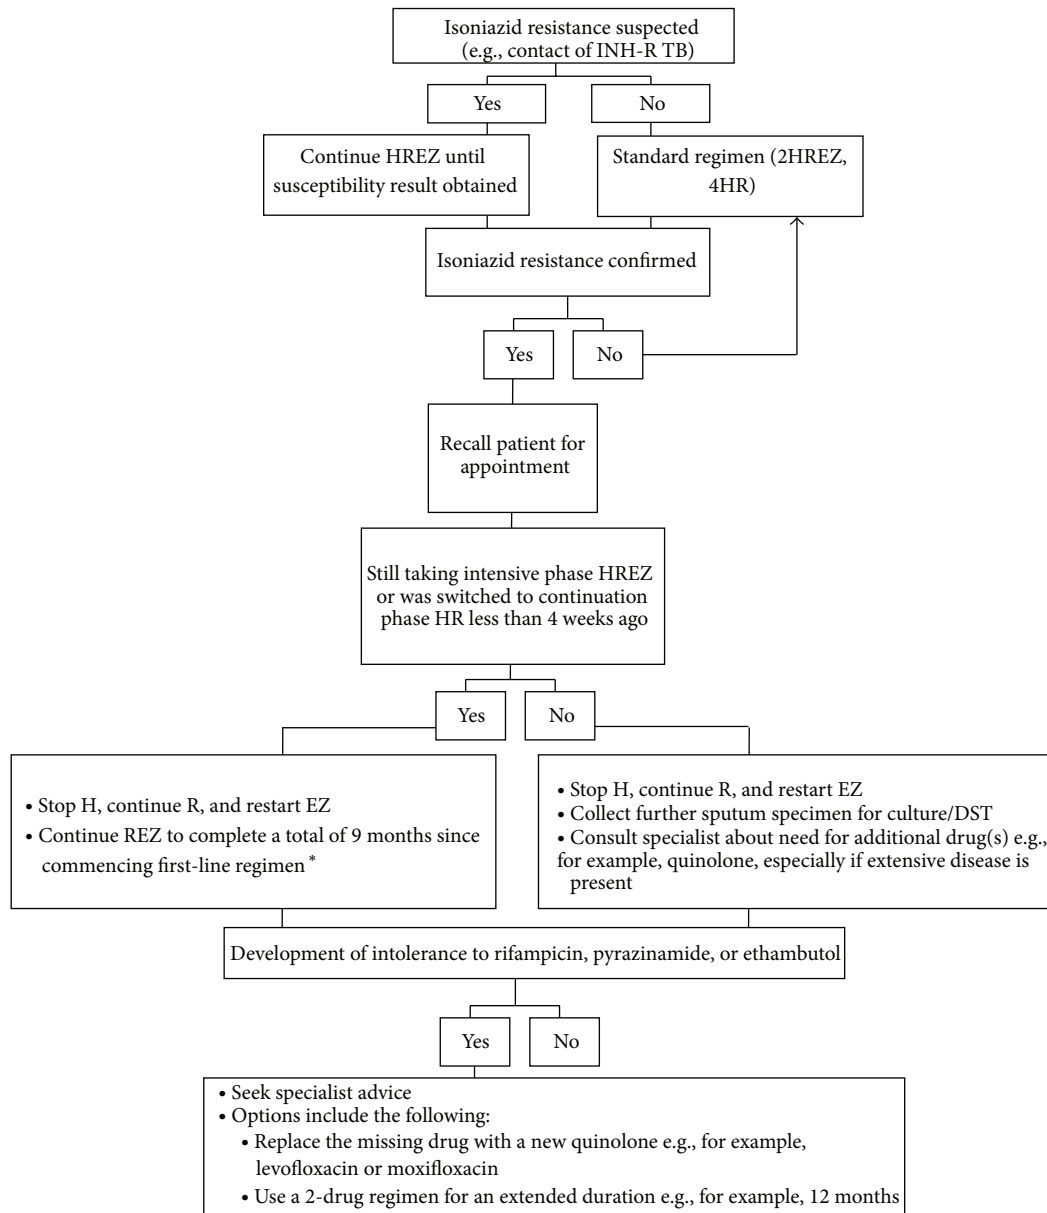 Isoniazid resistance suspected
(e.g., contact of INH-R TB)
Yes
No
Continue HREZ until
susceptibility result obtained
Standard regimen (2HREZ,
4HR)
Isoniazid resistance confirmed
Yes
No
Recall patient for
appointment
Still taking intensive phase HREZ
or was switched to continuation
phase HR less than 4 weeks ago
Yes
No
• Stop H, continue R, and restart EZ
• Continue REZ to complete a total of 9 months since
commencing first-line regimen*
• Stop H, continue R, and restart EZ
• Collect further sputum specimen for culture/DST
• Consult specialist about need for additional drug(s) e.g.,
for example, quinolone, especially if extensive disease is
present
Development of intolerance to rifampicin, pyrazinamide, or ethambutol
Yes
No
• Seek specialist advice
• Options include the following:
• Replace the missing drug with a new quinolone e.g., for example,
levofloxacin or moxifloxacin
• Use a 2-drug regimen for an extended duration e.g., for example, 12 months